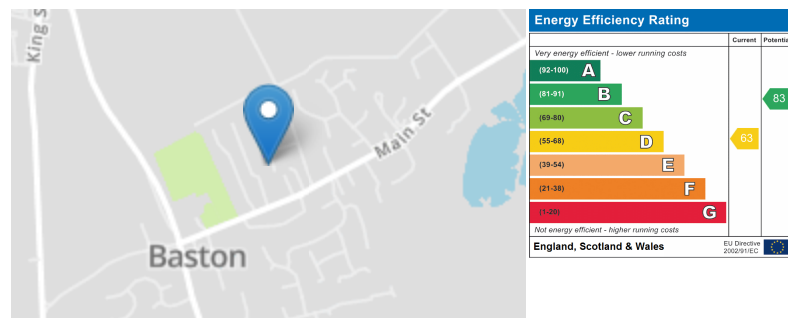 King S
Main St
Baston
Energy Efficiency Rating
Current Potentia
Very energy efficient - lower running costs
(92-100) A
(81-91) B
83
(69-80) C
(55-68) D
63
(39-54) E
(21-38) F
(1-20) G
Not energy efficient - higher running costs
England, Scotland & Wales
EU Directive
2002/91/EC